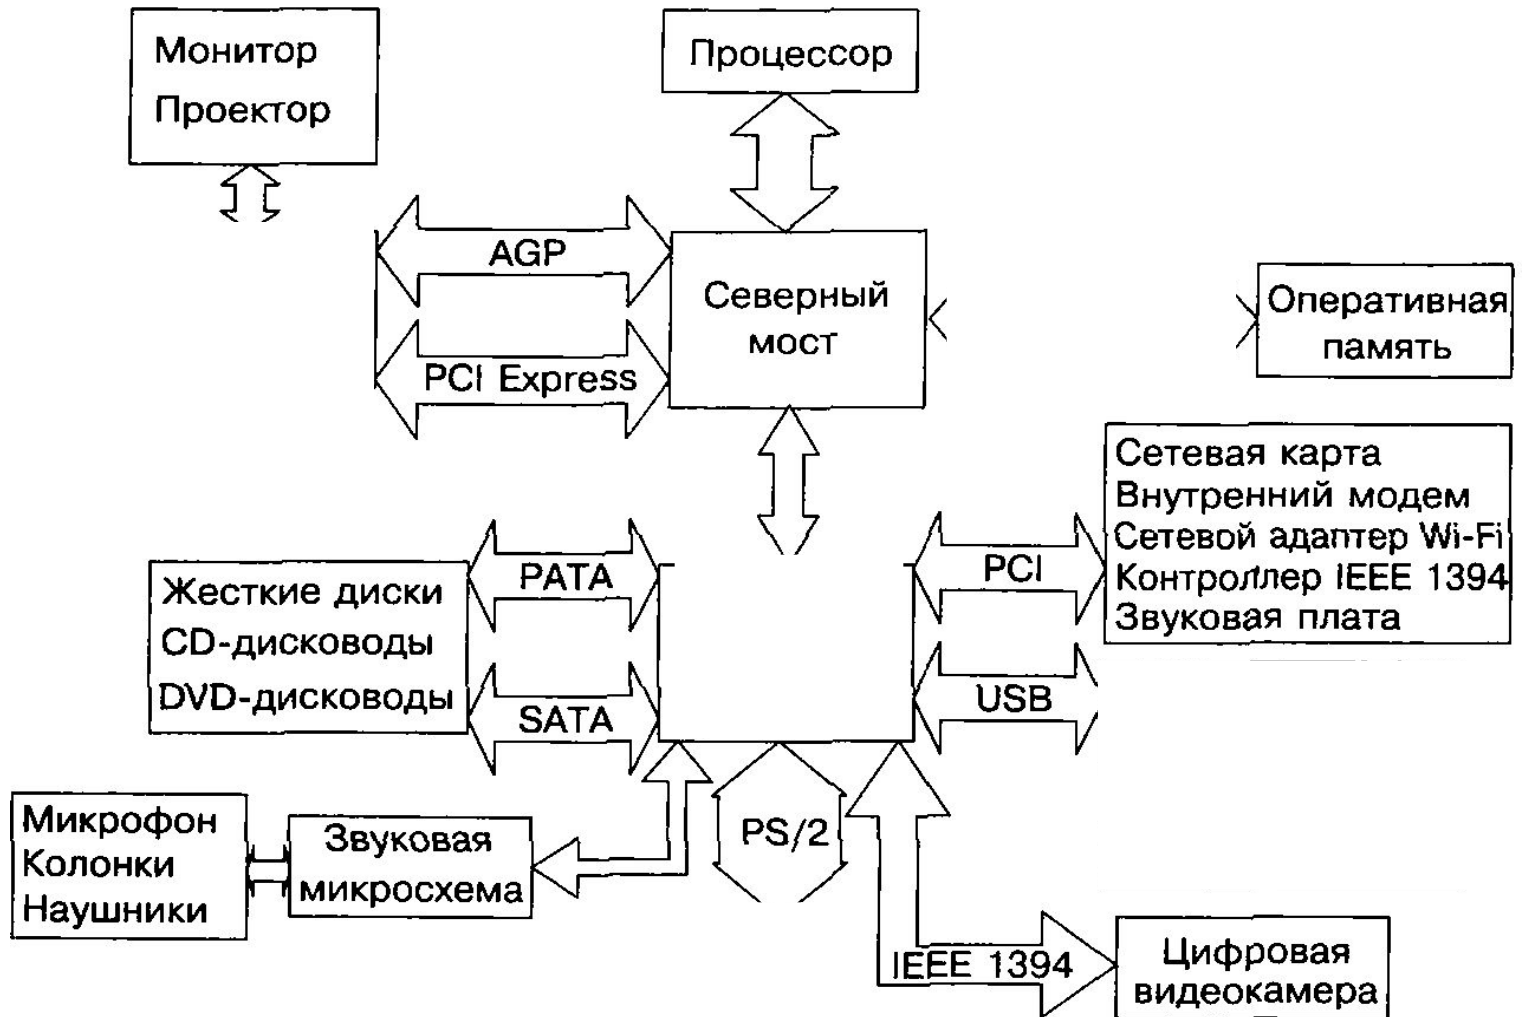 Монитор
Проектор
Процессор
AGP
Северный
мост
Оперативная
память
PCI Express
Сетевая карта
Внутренний модем
Сетевой адаптер Wi-Fi
Контроллер IEEE 1394
Звуковая плата
PATA
PCI
Жесткие диски
CD-дисководы
DVD-дисководы
SATA
USB
Микрофон
Колонки
Наушники
Звуковая
микросхема
PS/2
IEEE 1394
Цифровая
видеокамера